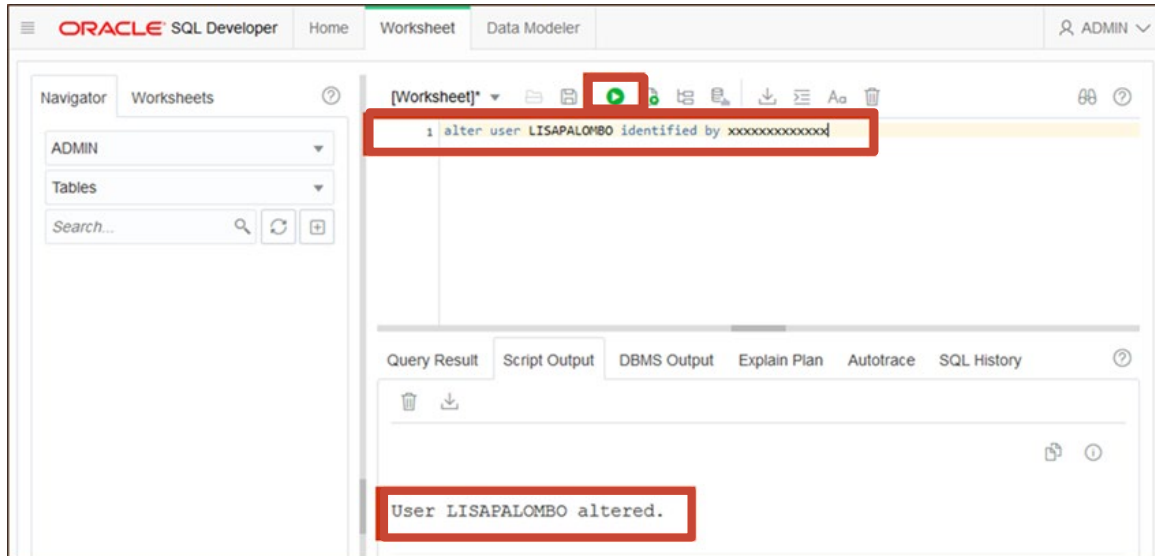 ORACLE SQL Developer Home Worksheet Data Modeler ADMIN
Navigator Worksheets
[Worksheet]* Aa
1 alter user LISAPALOMBO identified by xxxxxxxxxxxxx
ADMIN
Tables
Search...
Query Result Script Output DBMS Output Explain Plan Autotrace SQL History
User LISAPALOMBO altered.